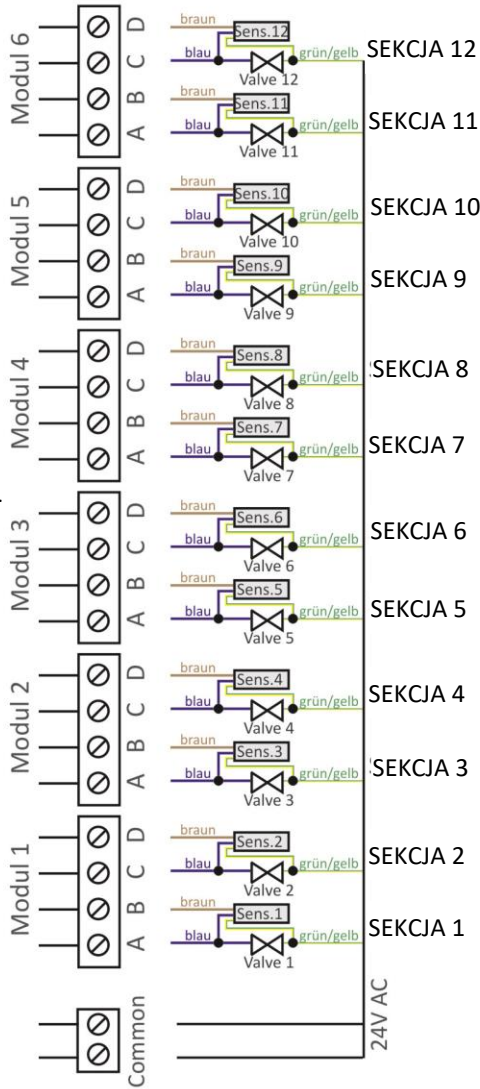 Modul 6
D
braun
Sens.12
C
blau
grün/gelb
SEKCJA 12
Valve 12
B
braun
Sens.11
A
blau
grün/gelb
SEKCJA 11
Valve 11
Modul 5
D
braun
Sens.10
C
blau
grün/gelb
SEKCJA 10
Valve 10
B
braun
Sens.9
A
blau
grün/gelb
SEKCJA 9
Valve 9
Modul 4
D
braun
Sens.8
C
blau
grün/gelb
SEKCJA 8
Valve 8
B
braun
Sens.7
A
blau
grün/gelb
SEKCJA 7
Valve 7
Modul 3
D
braun
Sens.6
C
blau
grün/gelb
SEKCJA 6
Valve 6
B
braun
Sens.5
A
blau
grün/gelb
SEKCJA 5
Valve 5
Modul 2
D
braun
Sens.4
C
blau
grün/gelb
SEKCJA 4
Valve 4
B
braun
Sens.3
A
blau
grün/gelb
SEKCJA 3
Valve 3
Modul 1
D
braun
Sens.2
C
blau
grün/gelb
SEKCJA 2
Valve 2
B
braun
Sens.1
A
blau
grün/gelb
SEKCJA 1
Valve 1
Common
24V AC